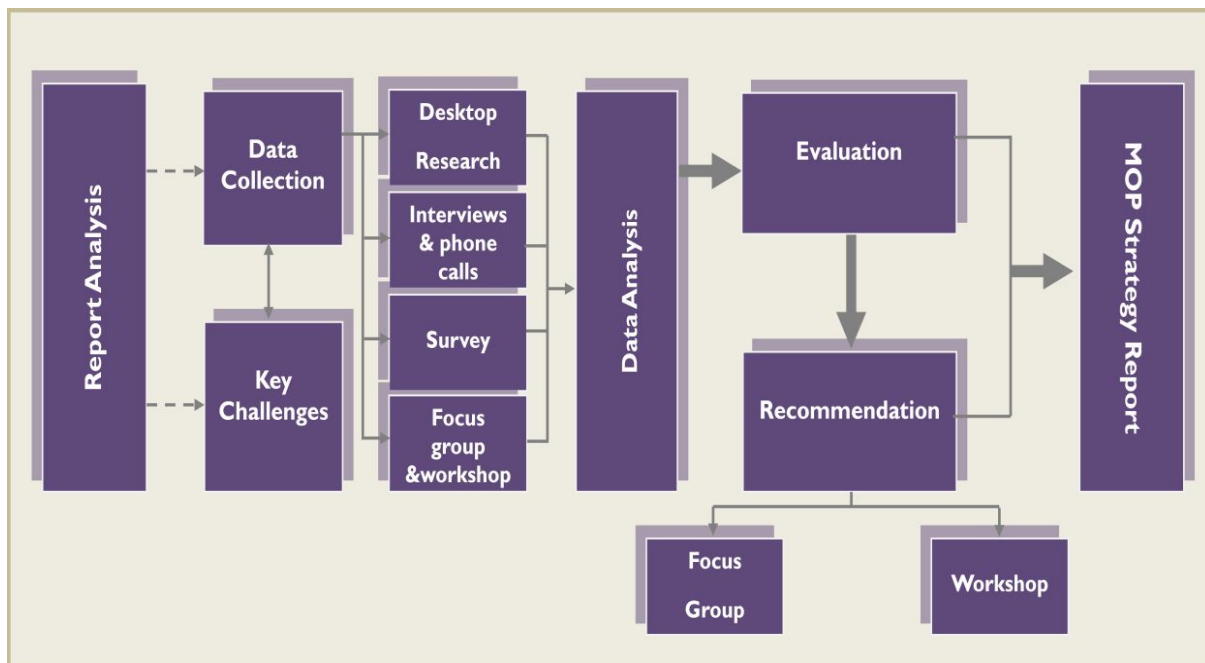 Report Analysis
Data
Collection
Key
Challenges
Desktop
Research
Interviews
& phone
calls
Survey
Focus
group
&workshop
Data Analysis
Evaluation
Recommendation
Focus
Group
Workshop
MOP Strategy Report